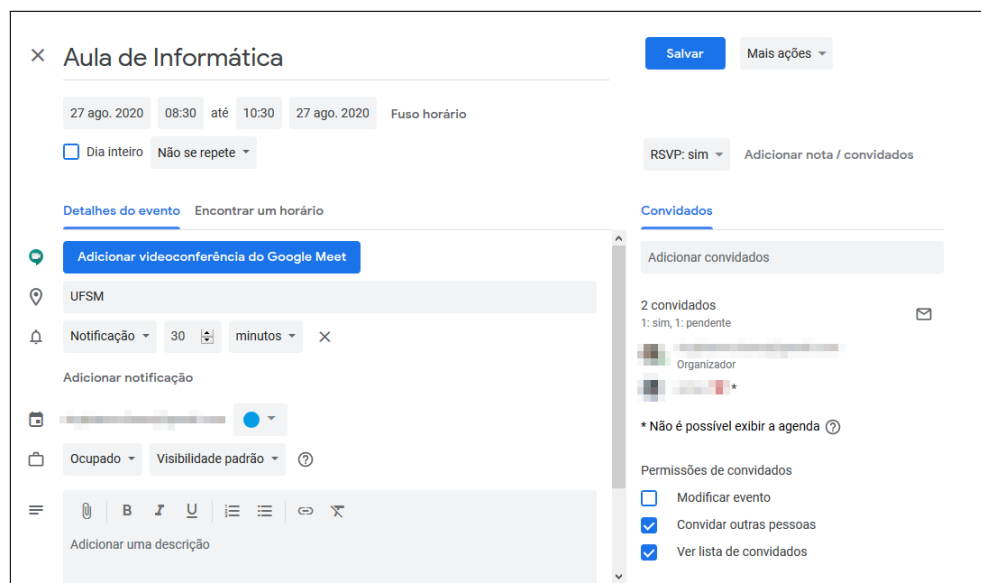 Aula de Informática
Salvar
Mais ações
27 ago. 2020 08:30 até 10:30 27 ago. 2020 Fuso horário
Dia inteiro Não se repete
RSVP: sim Adicionar nota / convidados
Detalhes do evento Encontrar um horário
Adicionar videoconferência do Google Meet
UFSM
Notificação 30 minutos
Adicionar notificação
Ocupado Visibilidade padrão
B I U
Adicionar uma descrição
Convidados
Adicionar convidados
2 convidados
1: sim, 1: pendente
Organizador
*
* Não é possível exibir a agenda
Permissões de convidados
Modificar evento
Convidar outras pessoas
Ver lista de convidados